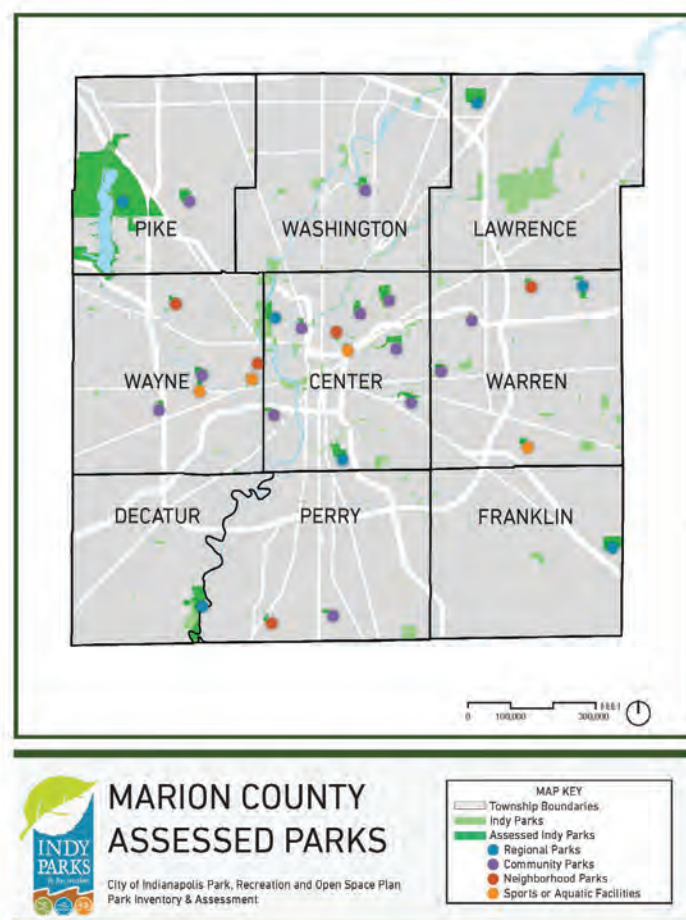 PIKE
WASHINGTON
LAWRENCE
WAYNE
CENTER
WARREN
DECATUR
PERRY
FRANKLIN
0 100,000 300,000
INDY
PARKS
MARION COUNTY
ASSESSED PARKS
City of Indianapolis Park, Recreation and Open Space Plan
Park Inventory & Assessment
MAP KEY
Township Boundaries
Indy Parks
Assessed Indy Parks
Regional Parks
Community Parks
Neighborhood Parks
Sports or Aquatic Facilities